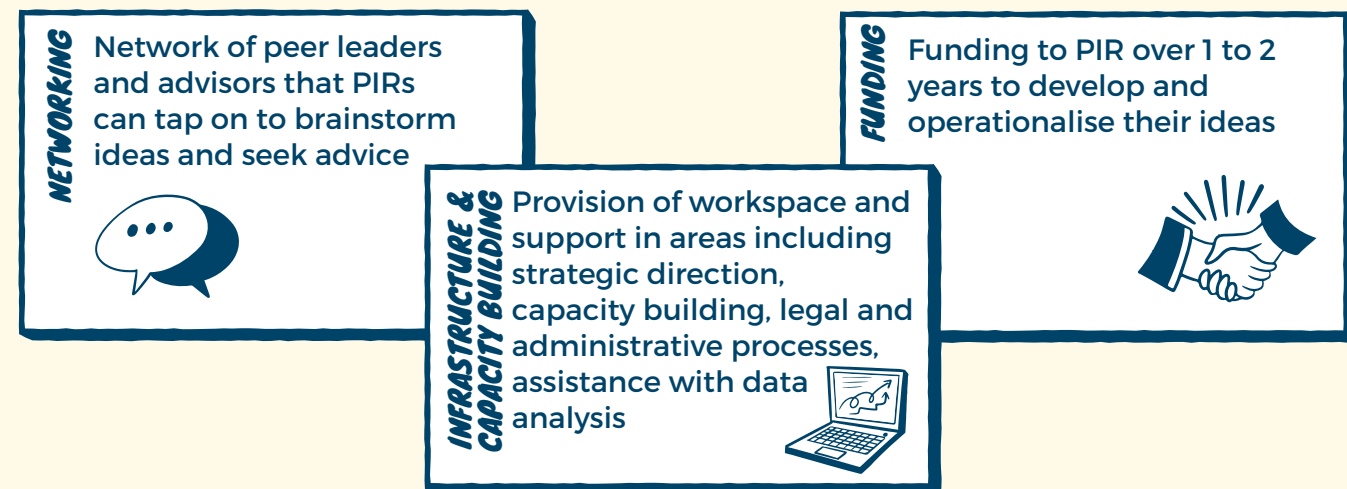 NETWORKING
Network of peer leaders
and advisors that PIRs
can tap on to brainstorm
ideas and seek advice
INFRASTRUCTURE &
CAPACITY BUILDING
Provision of workspace and
support in areas including
strategic direction,
capacity building, legal and
administrative processes,
assistance with data
analysis
FUNDING
Funding to PIR over 1 to 2
years to develop and
operationalise their ideas